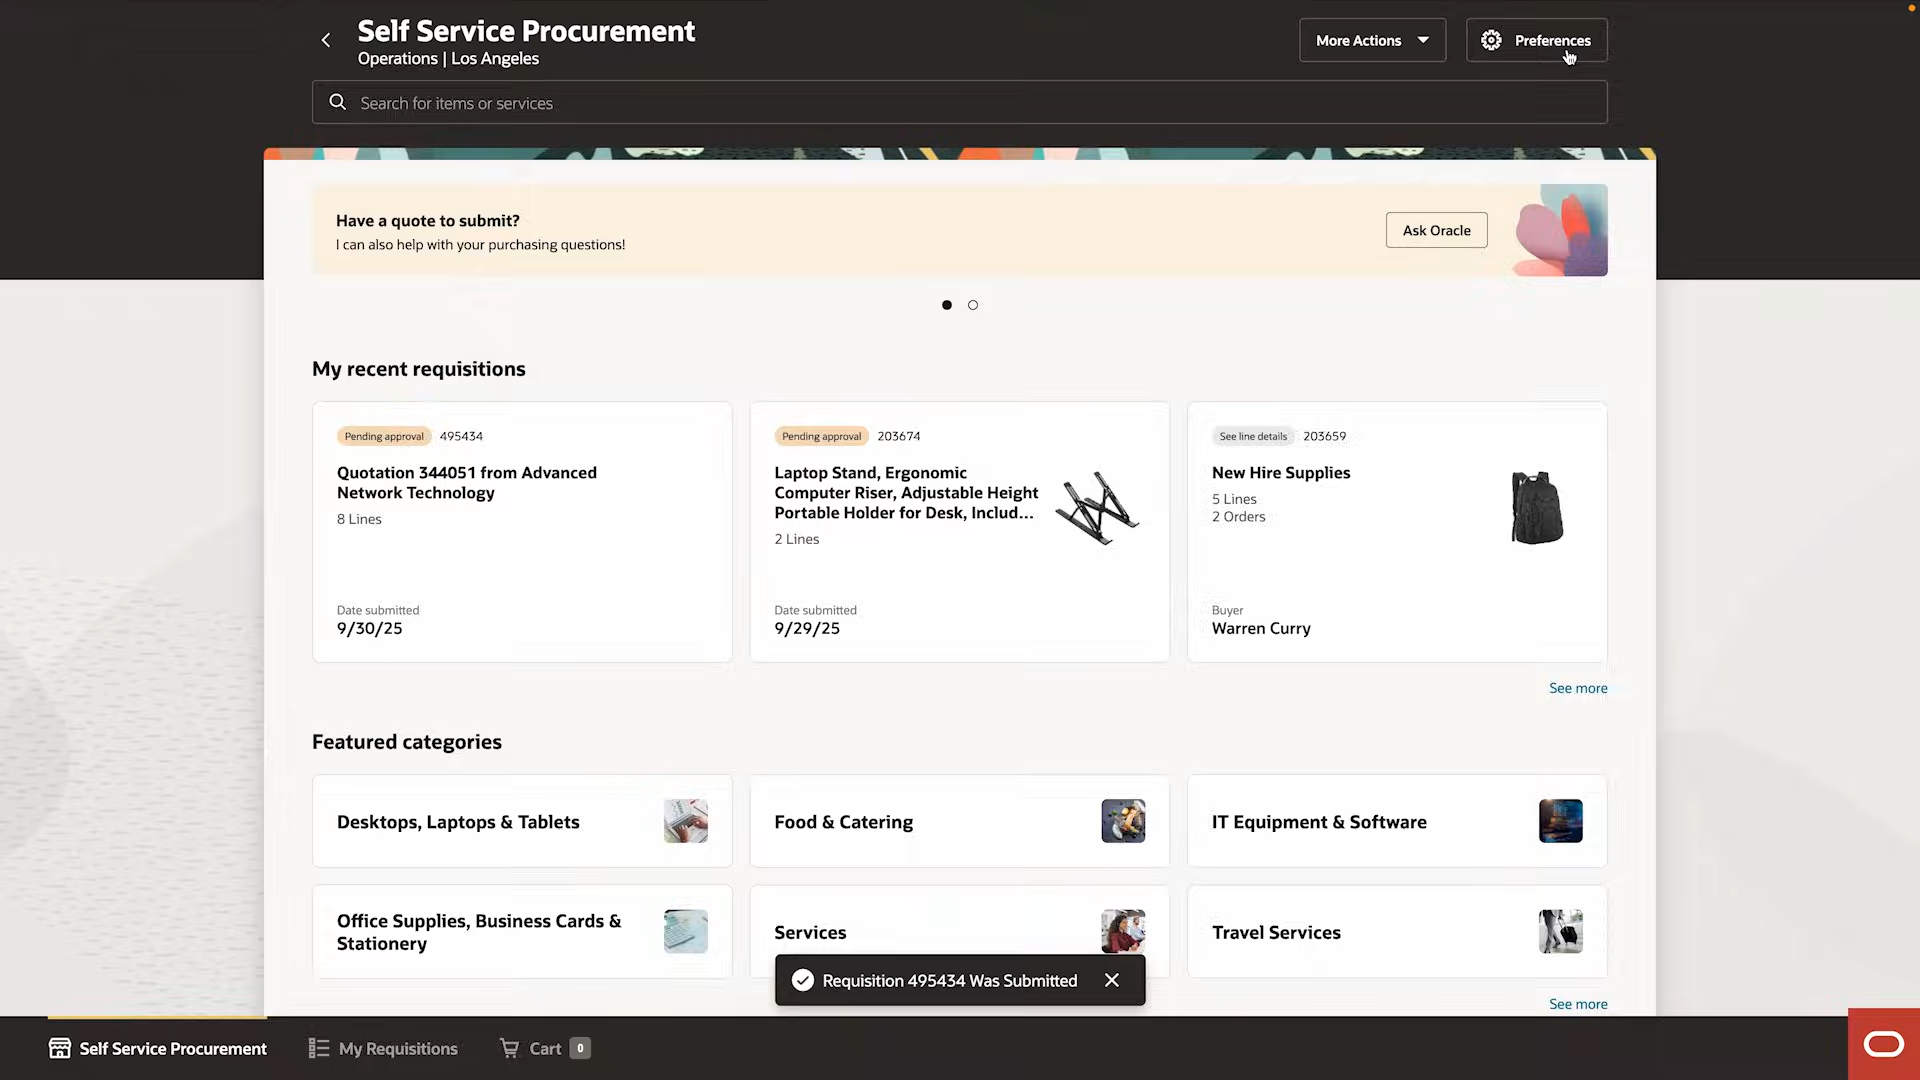 Self Service Procurement
Operations | Los Angeles
More Actions
Preferences
Search for items or services
Have a quote to submit?
I can also help with your purchasing questions!
Ask Oracle
My recent requisitions
Pending approval 495434
Quotation 344051 from Advanced
Network Technology
8 Lines
Date submitted
9/30/25
Pending approval 203674
Laptop Stand, Ergonomic
Computer Riser, Adjustable Height
Portable Holder for Desk, Includ...
2 Lines
Date submitted
9/29/25
See line details 203659
New Hire Supplies
5 Lines
2 Orders
Buyer
Warren Curry
See more
Featured categories
Desktops, Laptops & Tablets
Food & Catering
IT Equipment & Software
Office Supplies, Business Cards &
Stationery
Services
Travel Services
Requisition 495434 Was Submitted
See more
Self Service Procurement
My Requisitions
Cart 0